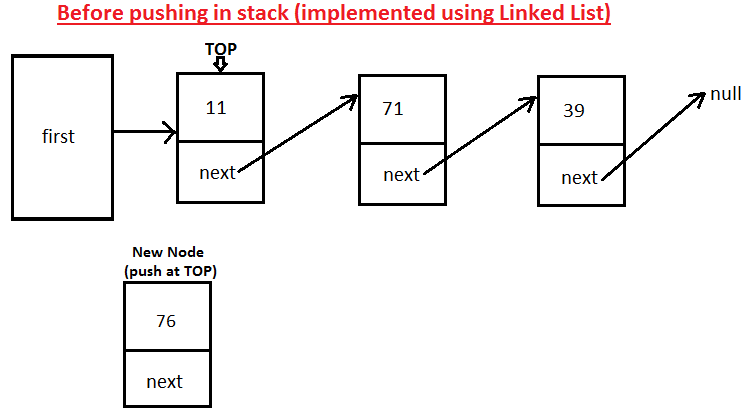 Before pushing in stack (implemented using Linked List)
TOP
first
11
next
71
next
39
next
null
New Node
(push at TOP)
76
next